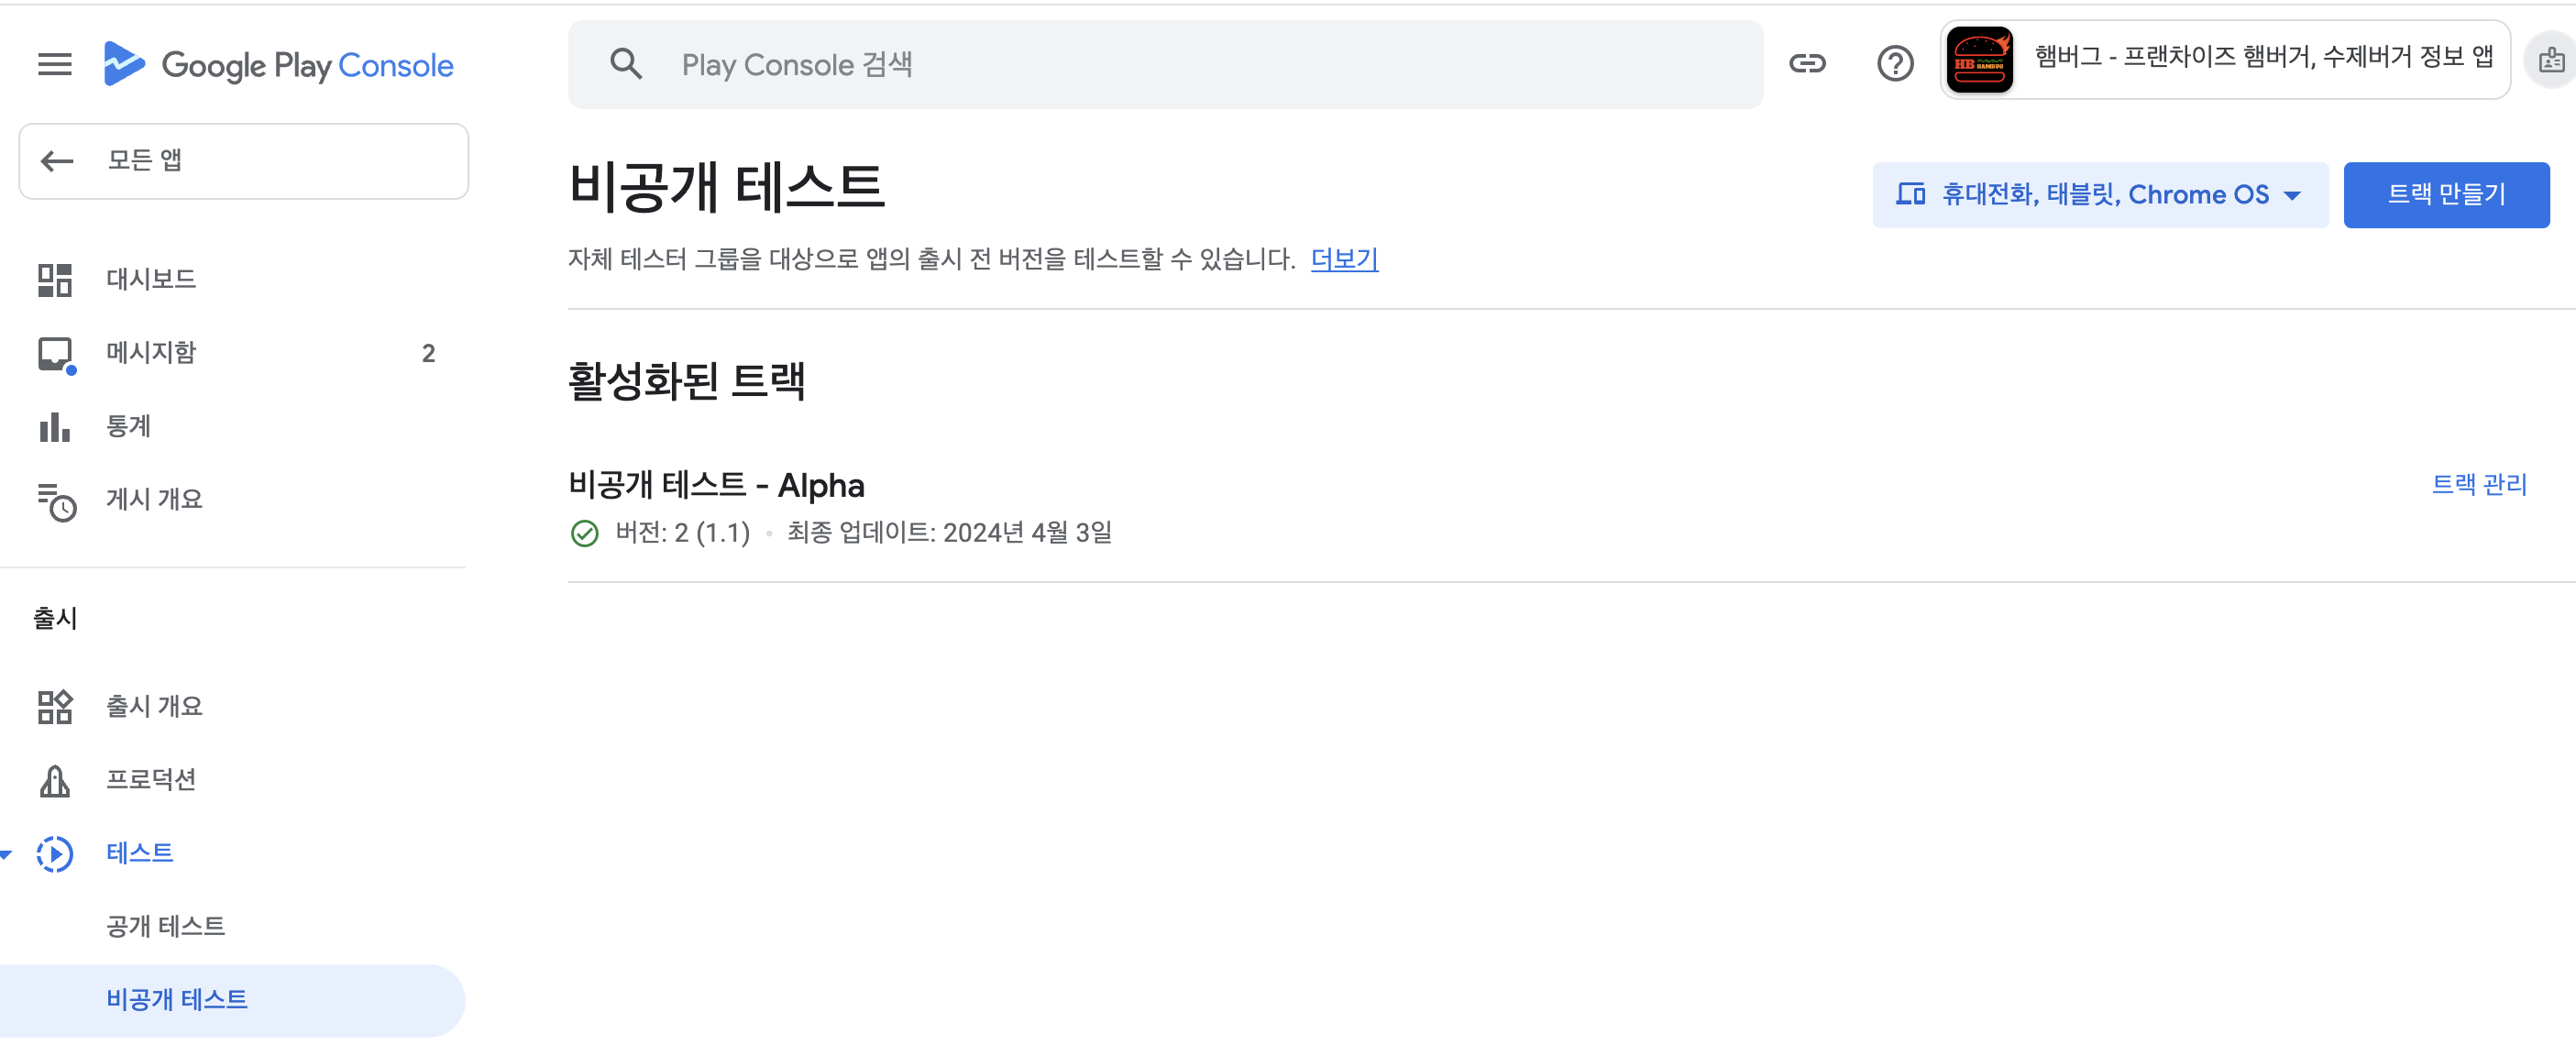 Google Play Console
Play Console 검색
HB HAMBUG
햄버그 - 프랜차이즈 햄버거, 수제버거 정보 앱
모든 앱
비공개 테스트
휴대전화, 태블릿, Chrome OS
트랙 만들기
자체 테스터 그룹을 대상으로 앱의 출시 전 버전을 테스트할 수 있습니다. 더보기
대시보드
메시지함 2
통계
게시 개요
활성화된 트랙
비공개 테스트 - Alpha
트랙 관리
버전: 2 (1.1) • 최종 업데이트: 2024년 4월 3일
출시
출시 개요
프로덕션
테스트
공개 테스트
비공개 테스트